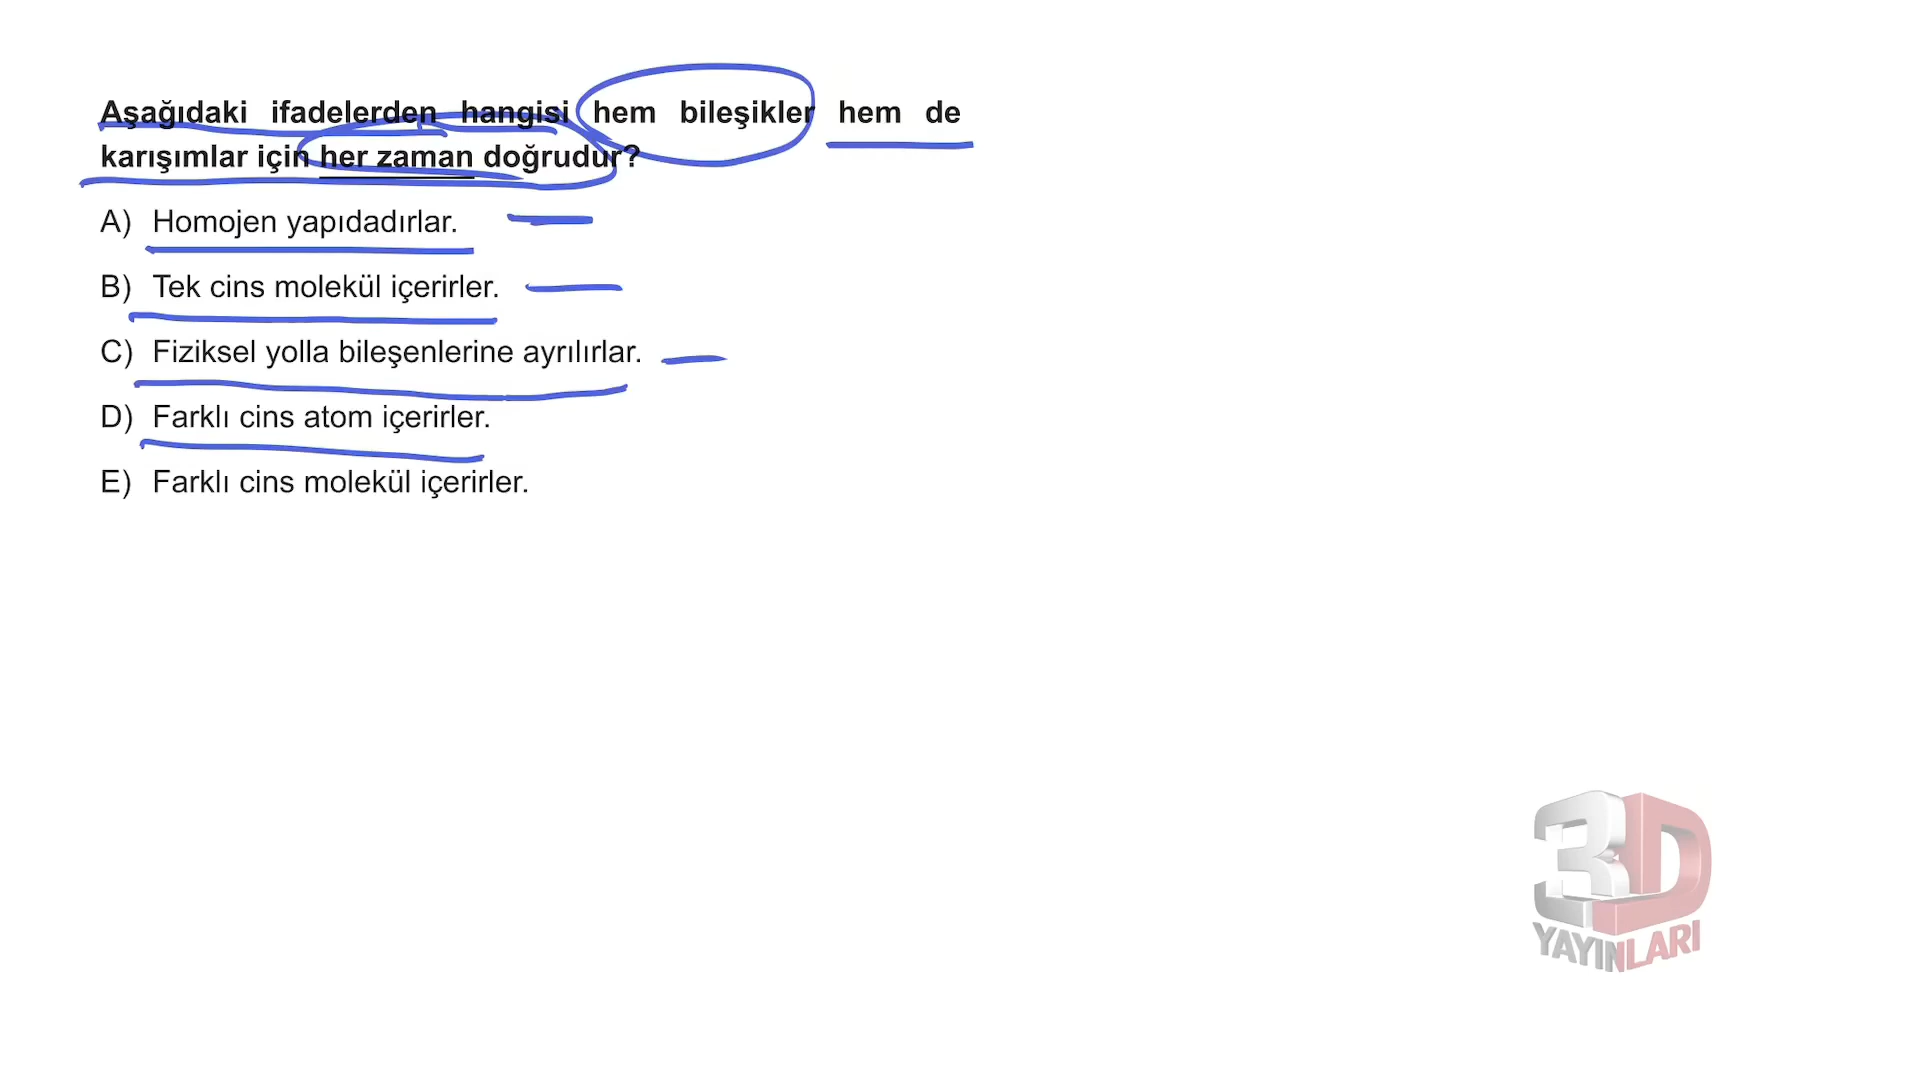 Aşağıdaki ifadelerden hangisi hem bileşikler hem de
karışımlar için her zaman doğrudur?
A) Homojen yapıdadırlar.
B) Tek cins molekül içerirler.
C) Fiziksel yolla bileşenlerine ayrılırlar.
D) Farklı cins atom içerirler.
E) Farklı cins molekül içerirler.
3D
YAYINLARI